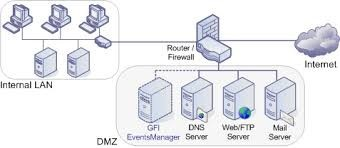 Router /
Firewall
Internet
Internal LAN
GFI
EventsManager
DNS
Server
Web/FTP
Server
Mail
Server
DMZ